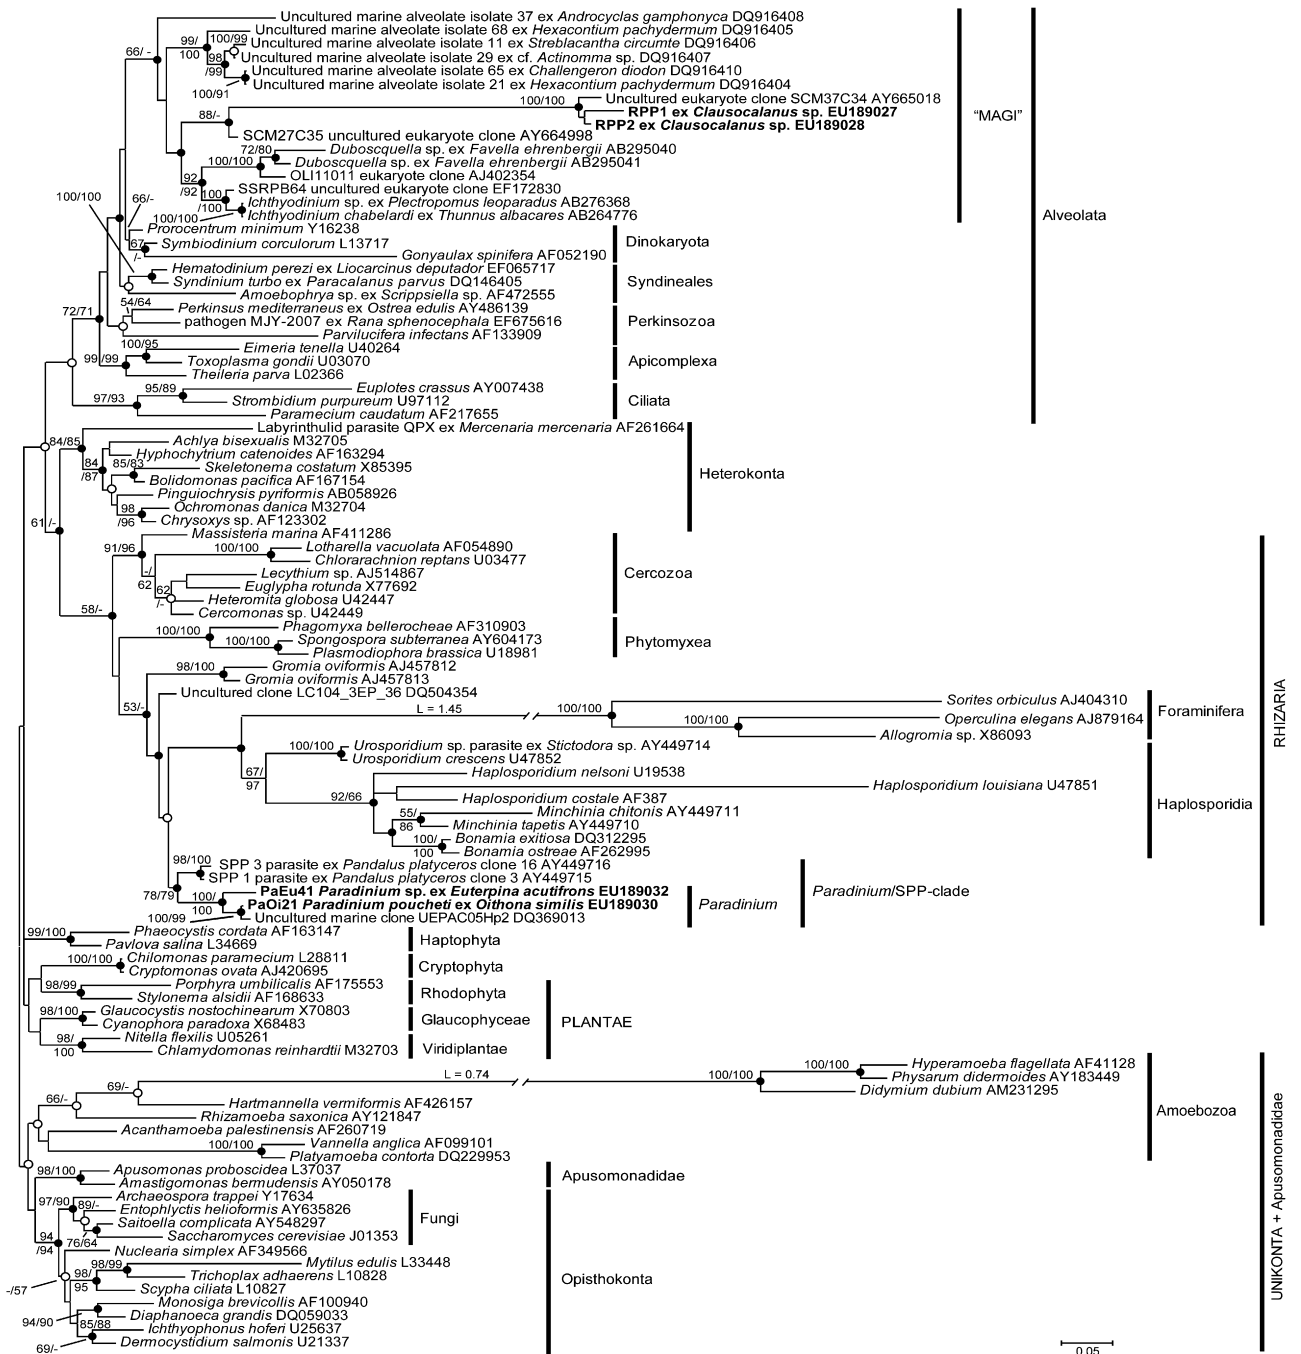 Uncultured marine alveolate isolate 37 ex Androcyclas gamphonyca DQ916408
Uncultured marine alveolate isolate 68 ex Hexacontium pachydermum DQ916405
99/
100
100/99
Uncultured marine alveolate isolate 11 ex Streblacantha circumte DQ916406
66/ -
98
/99
Uncultured marine alveolate isolate 29 ex cf. Actinomma sp. DQ916407
Uncultured marine alveolate isolate 65 ex Challengeron diodon DQ916410
Uncultured marine alveolate isolate 21 ex Hexacontium pachydermum DQ916404
100/91
100/100
Uncultured eukaryote clone SCM37C34 AY665018
RPP1 ex Clausocalanus sp. EU189027
"MAGI"
88/-
RPP2 ex Clausocalanus sp. EU189028
SCM27C35 uncultured eukaryote clone AY664998
72/80
Duboscquella sp. ex Favella ehrenbergii AB295040
100/100
Duboscquella sp. ex Favella ehrenbergii AB295041
OLI11011 eukaryote clone AJ402354
92
/92
100
/100
SSRPB64 uncultured eukaryote clone EF172830
100/100
66/-
Ichthyodinium sp. ex Plectropomus leoparadus AB276368
100/100
Ichthyodinium chabelardi ex Thunnus albacares AB264776
Alveolata
Prorocentrum minimum Y16238
67
/-
Symbiodinium corculorum L13717
Dinokaryota
Gonyaulax spinifera AF052190
Hematodinium perezi ex Liocarcinus deputador EF065717
Syndinium turbo ex Paracalanus parvus DQ146405
Syndineales
Amoebophrya sp. ex Scrippsiella sp. AF472555
72/71
54/64
Perkinsus mediterraneus ex Ostrea edulis AY486139
pathogen MJY-2007 ex Rana sphenocephala EF675616
Perkinsozoa
Parvilucifera infectans AF133909
100/95
Eimeria tenella U40264
99 /99
Toxoplasma gondii U03070
Apicomplexa
Theileria parva L02366
95/89
Euplotes crassus AY007438
97/93
Strombidium purpureum U97112
Ciliata
Paramecium caudatum AF217655
Labyrinthulid parasite QPX ex Mercenaria mercenaria AF261664
84/85
Achlya bisexualis M32705
Hyphochytrium catenoides AF163294
84
/87
85/83
Skeletonema costatum X85395
Heterokonta
Bolidomonas pacifica AF167154
Pinguiochrysis pyriformis AB058926
98
/96
Ochromonas danica M32704
Chrysoxys sp. AF123302
61 /-
Massisteria marina AF411286
91/96
100/100
Lotharella vacuolata AF054890
Chlorarachnion reptans U03477
-/
62
Lecythium sp. AJ514867
Cercozoa
62
/-
Euglypha rotunda X77692
Heteromita globosa U42447
58/-
Cercomonas sp. U42449
100/100
Phagomyxa bellerocheae AF310903
100/100
Spongospora subterranea AY604173
Phytomyxea
Plasmodiophora brassica U18981
98/100
Gromia oviformis AJ457812
Gromia oviformis AJ457813
Uncultured clone LC104_3EP_36 DQ504354
53/-
L = 1.45
100/100
Sorites orbiculus AJ404310
100/100
Operculina elegans AJ879164
Foraminifera
Allogromia sp. X86093
RHIZARIA
100/100
Urosporidium sp. parasite ex Stictodora sp. AY449714
Urosporidium crescens U47852
67/
97
Haplosporidium nelsoni U19538
Haplosporidium louisiana U47851
92/66
Haplosporidium costale AF387
Haplosporidia
55/
86
Minchinia chitonis AY449711
Minchinia tapetis AY449710
100/
100
Bonamia exitiosa DQ312295
Bonamia ostreae AF262995
98/100
SPP 3 parasite ex Pandalus platyceros clone 16 AY449716
SPP 1 parasite ex Pandalus platyceros clone 3 AY449715
78/79
100/
100
PaEu41 Paradinium sp. ex Euterpina acutifrons EU189032
Paradinium/SPP-clade
PaOi21 Paradinium poucheti ex Oithona similis EU189030
Paradinium
100/99
Uncultured marine clone UEPAC05Hp2 DQ369013
99/100
Phaeocystis cordata AF163147
Haptophyta
Pavlova salina L34669
100/100
Chilomonas paramecium L28811
Cryptophyta
Cryptomonas ovata AJ420695
98/99
Porphyra umbilicalis AF175553
Rhodophyta
Stylonema alsidii AF168633
98/100
Glaucocystis nostochinearum X70803
Glaucophyceae
PLANTAE
Cyanophora paradoxa X68483
98/
100
Nitella flexilis U05261
Viridiplantae
Chlamydomonas reinhardtii M32703
L = 0.74
100/100
100/100
Hyperamoeba flagellata AF41128
Physarum didermoides AY183449
Didymium dubium AM231295
69/-
66/-
Hartmannella vermiformis AF426157
Rhizamoeba saxonica AY121847
Amoebozoa
Acanthamoeba palestinensis AF260719
100/100
Vannella anglica AF099101
Platyamoeba contorta DQ229953
98/100
Apusomonas proboscidea L37037
Apusomonadidae
Amastigomonas bermudensis AY050178
UNIKONTA + Apusomonadidae
97/90
Archaeospora trappei Y17634
89/-
Entophlyctis helioformis AY635826
Fungi
Saitoella complicata AY548297
76/64
Saccharomyces cerevisiae J01353
94
/94
Nuclearia simplex AF349566
98/99
Mytilus edulis L33448
-/57
98/
95
Trichoplax adhaerens L10828
Opisthokonta
Scypha ciliata L10827
Monosiga brevicollis AF100940
94/90
Diaphanoeca grandis DQ059033
85/88
Ichthyophonus hoferi U25637
69/-
Dermocystidium salmonis U21337
0.05